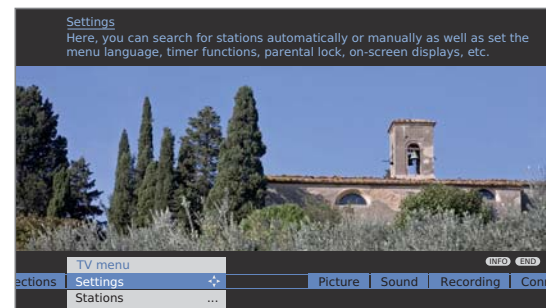 Settings
Here, you can search for stations automatically or manually as well as set the
menu language, timer functions, parental lock, on-screen displays, etc.
TV menu
INFO END
ections Settings Picture Sound Recording Conn
Stations ...